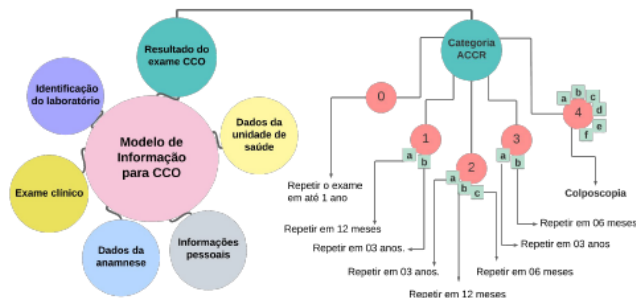 Resultado do
exame CCO
Identificação
do laboratório
Dados da
unidade de
saúde
Modelo de
Informação
para CCO
Exame clínico
Dados da
anamnese
Informações
pessoais
Categoria
ACCR
0
1
a
b
2
a
b
c
3
a
b
4
a
b
c
d
e
f
Repetir o exame
em até 1 ano
Repetir em 12 meses
Repetir em 03 anos.
Repetir em 03 anos.
Repetir em 12 meses
Repetir em 06 meses
Repetir em 03 anos
Repetir em 06 meses
Colposcopia